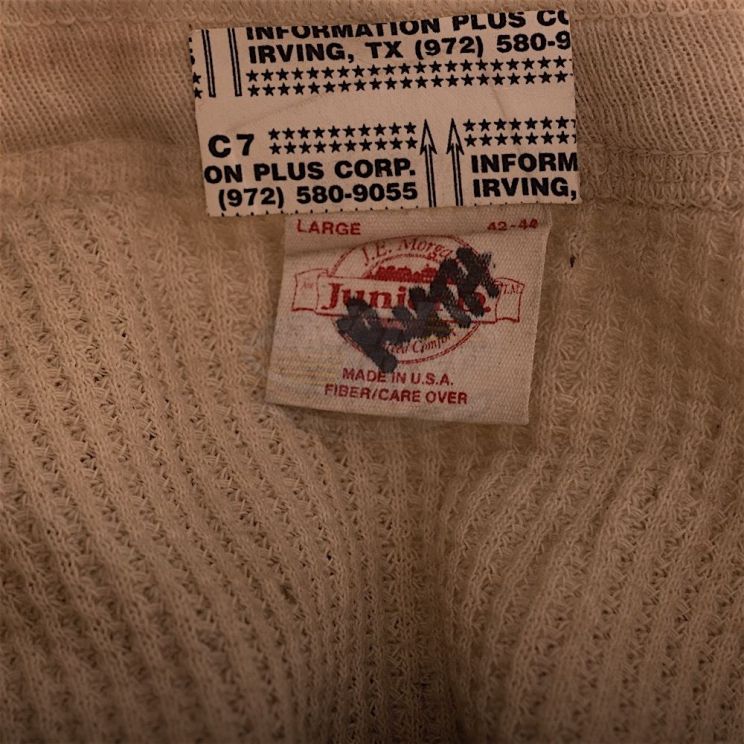 INFORMATION PLUS CO
IRVING, TX (972) 580-9
C7
ON PLUS CORP.
(972) 580-9055
INFORM
IRVING,
LARGE 42-44
J.E. Morga
TM
MADE IN U.S.A.
FIBER/CARE OVER